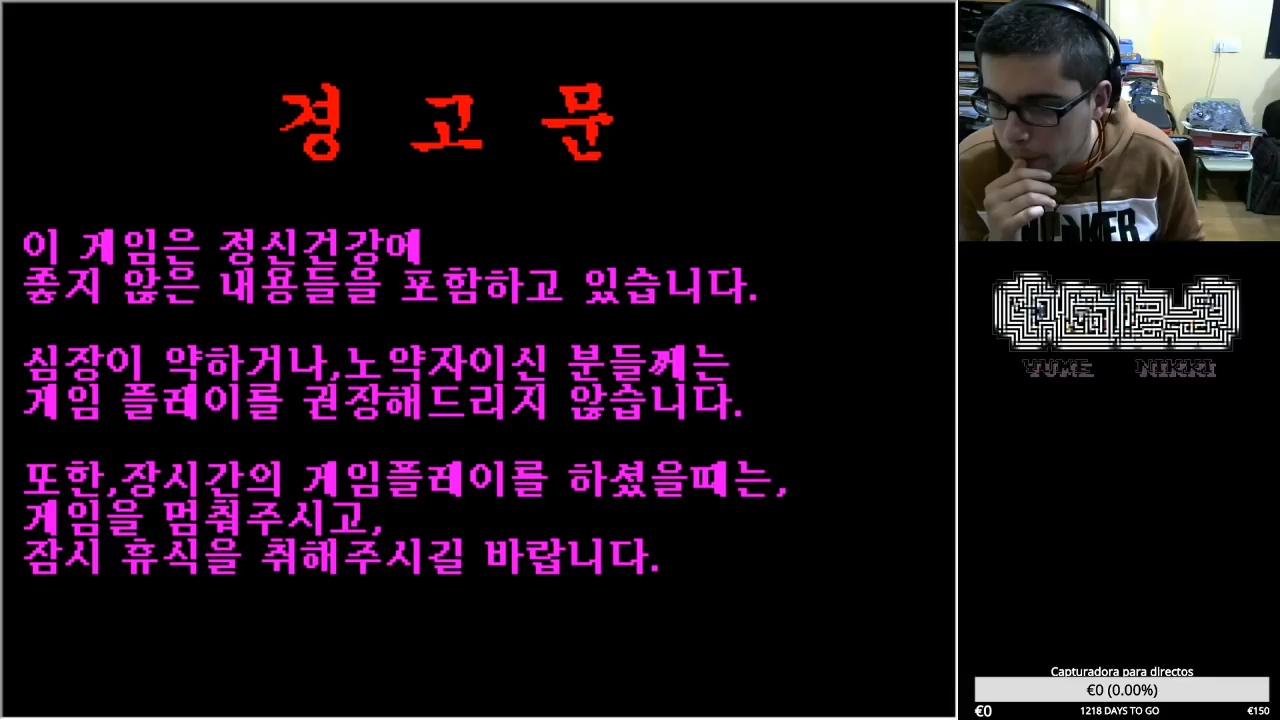 경 고 문
이 게임은 정신건강에
좋지 않은 내용들을 포함하고 있습니다.
심장이 약하거나,노약자이신 분들께는
게임 플레이를 권장해드리지 않습니다.
또한,장시간의 게임플레이를 하셨을때는,
게임을 멈춰주시고,
잠시 휴식을 취해주시길 바랍니다.
YUME NIKKI
Capturadora para directos
€0 (0.00%)
€0 1218 DAYS TO GO €150